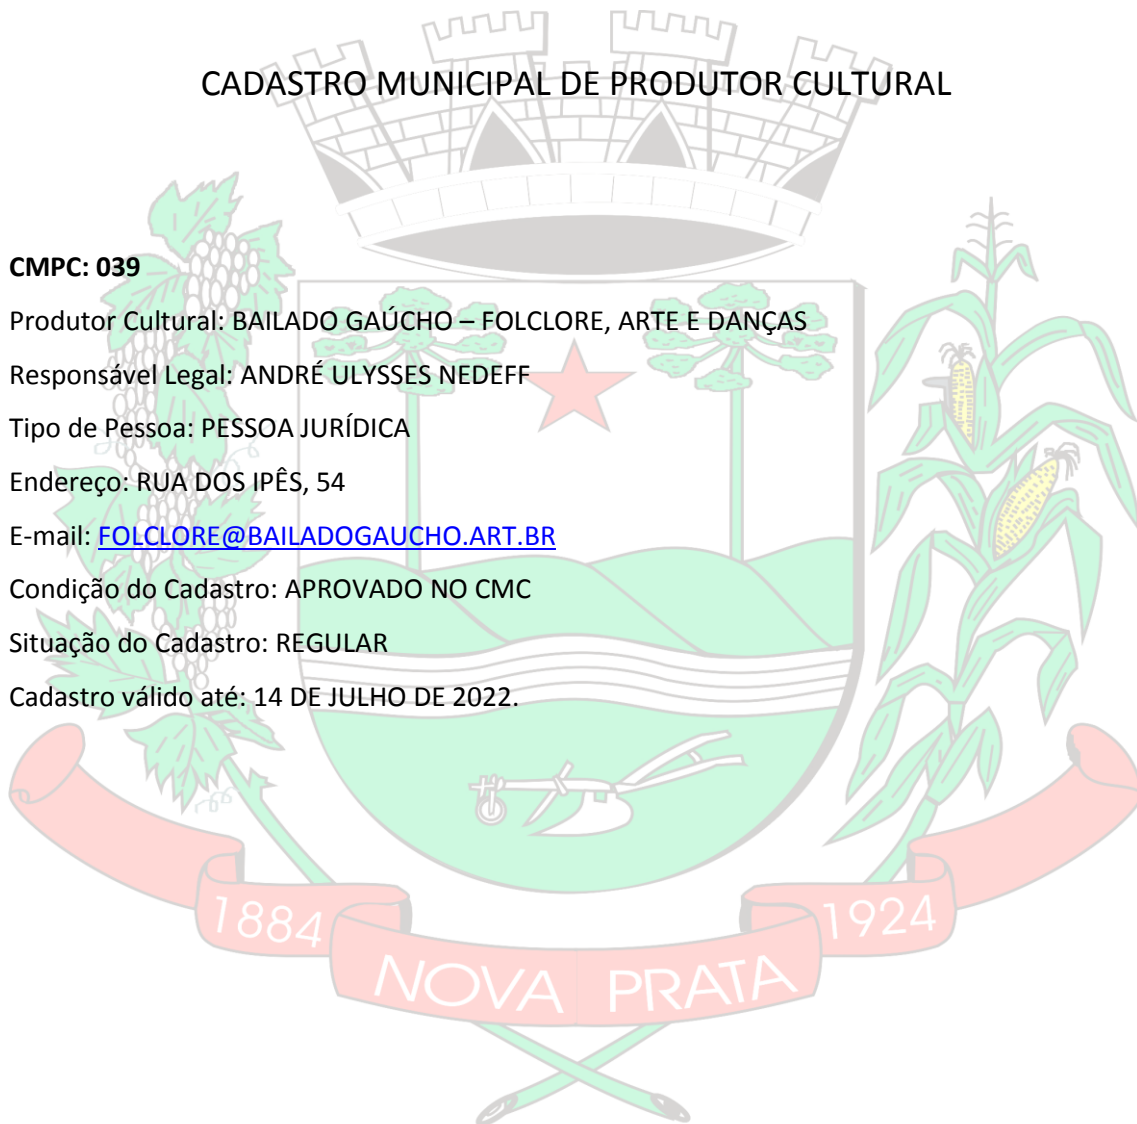 CADASTRO MUNICIPAL DE PRODUTOR CULTURAL
CMPC: 039
Produtor Cultural: BAILADO GAÚCHO – FOLCLORE, ARTE E DANÇAS
Responsável Legal: ANDRÉ ULYSSES NEDEFF
Tipo de Pessoa: PESSOA JURÍDICA
Endereço: RUA DOS IPÊS, 54
E-mail: FOLCLORE@BAILADOGAUCHO.ART.BR
Condição do Cadastro: APROVADO NO CMC
Situação do Cadastro: REGULAR
Cadastro válido até: 14 DE JULHO DE 2022.
1884
NOVA PRATA
1924